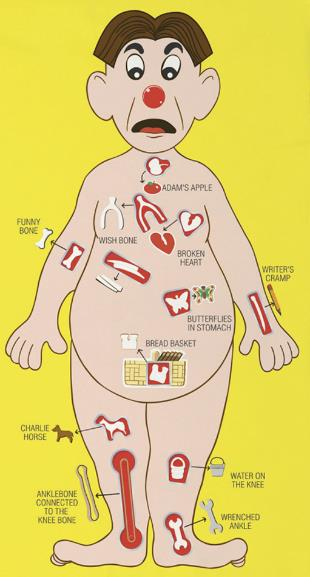 ADAM'S APPLE
FUNNY
BONE
WISH BONE
BROKEN
HEART
WRITER'S
CRAMP
BUTTERFLIES
IN STOMACH
BREAD BASKET
CHARLIE
HORSE
WATER ON
THE KNEE
ANKLEBONE
CONNECTED
TO THE
KNEE BONE
WRENCHED
ANKLE